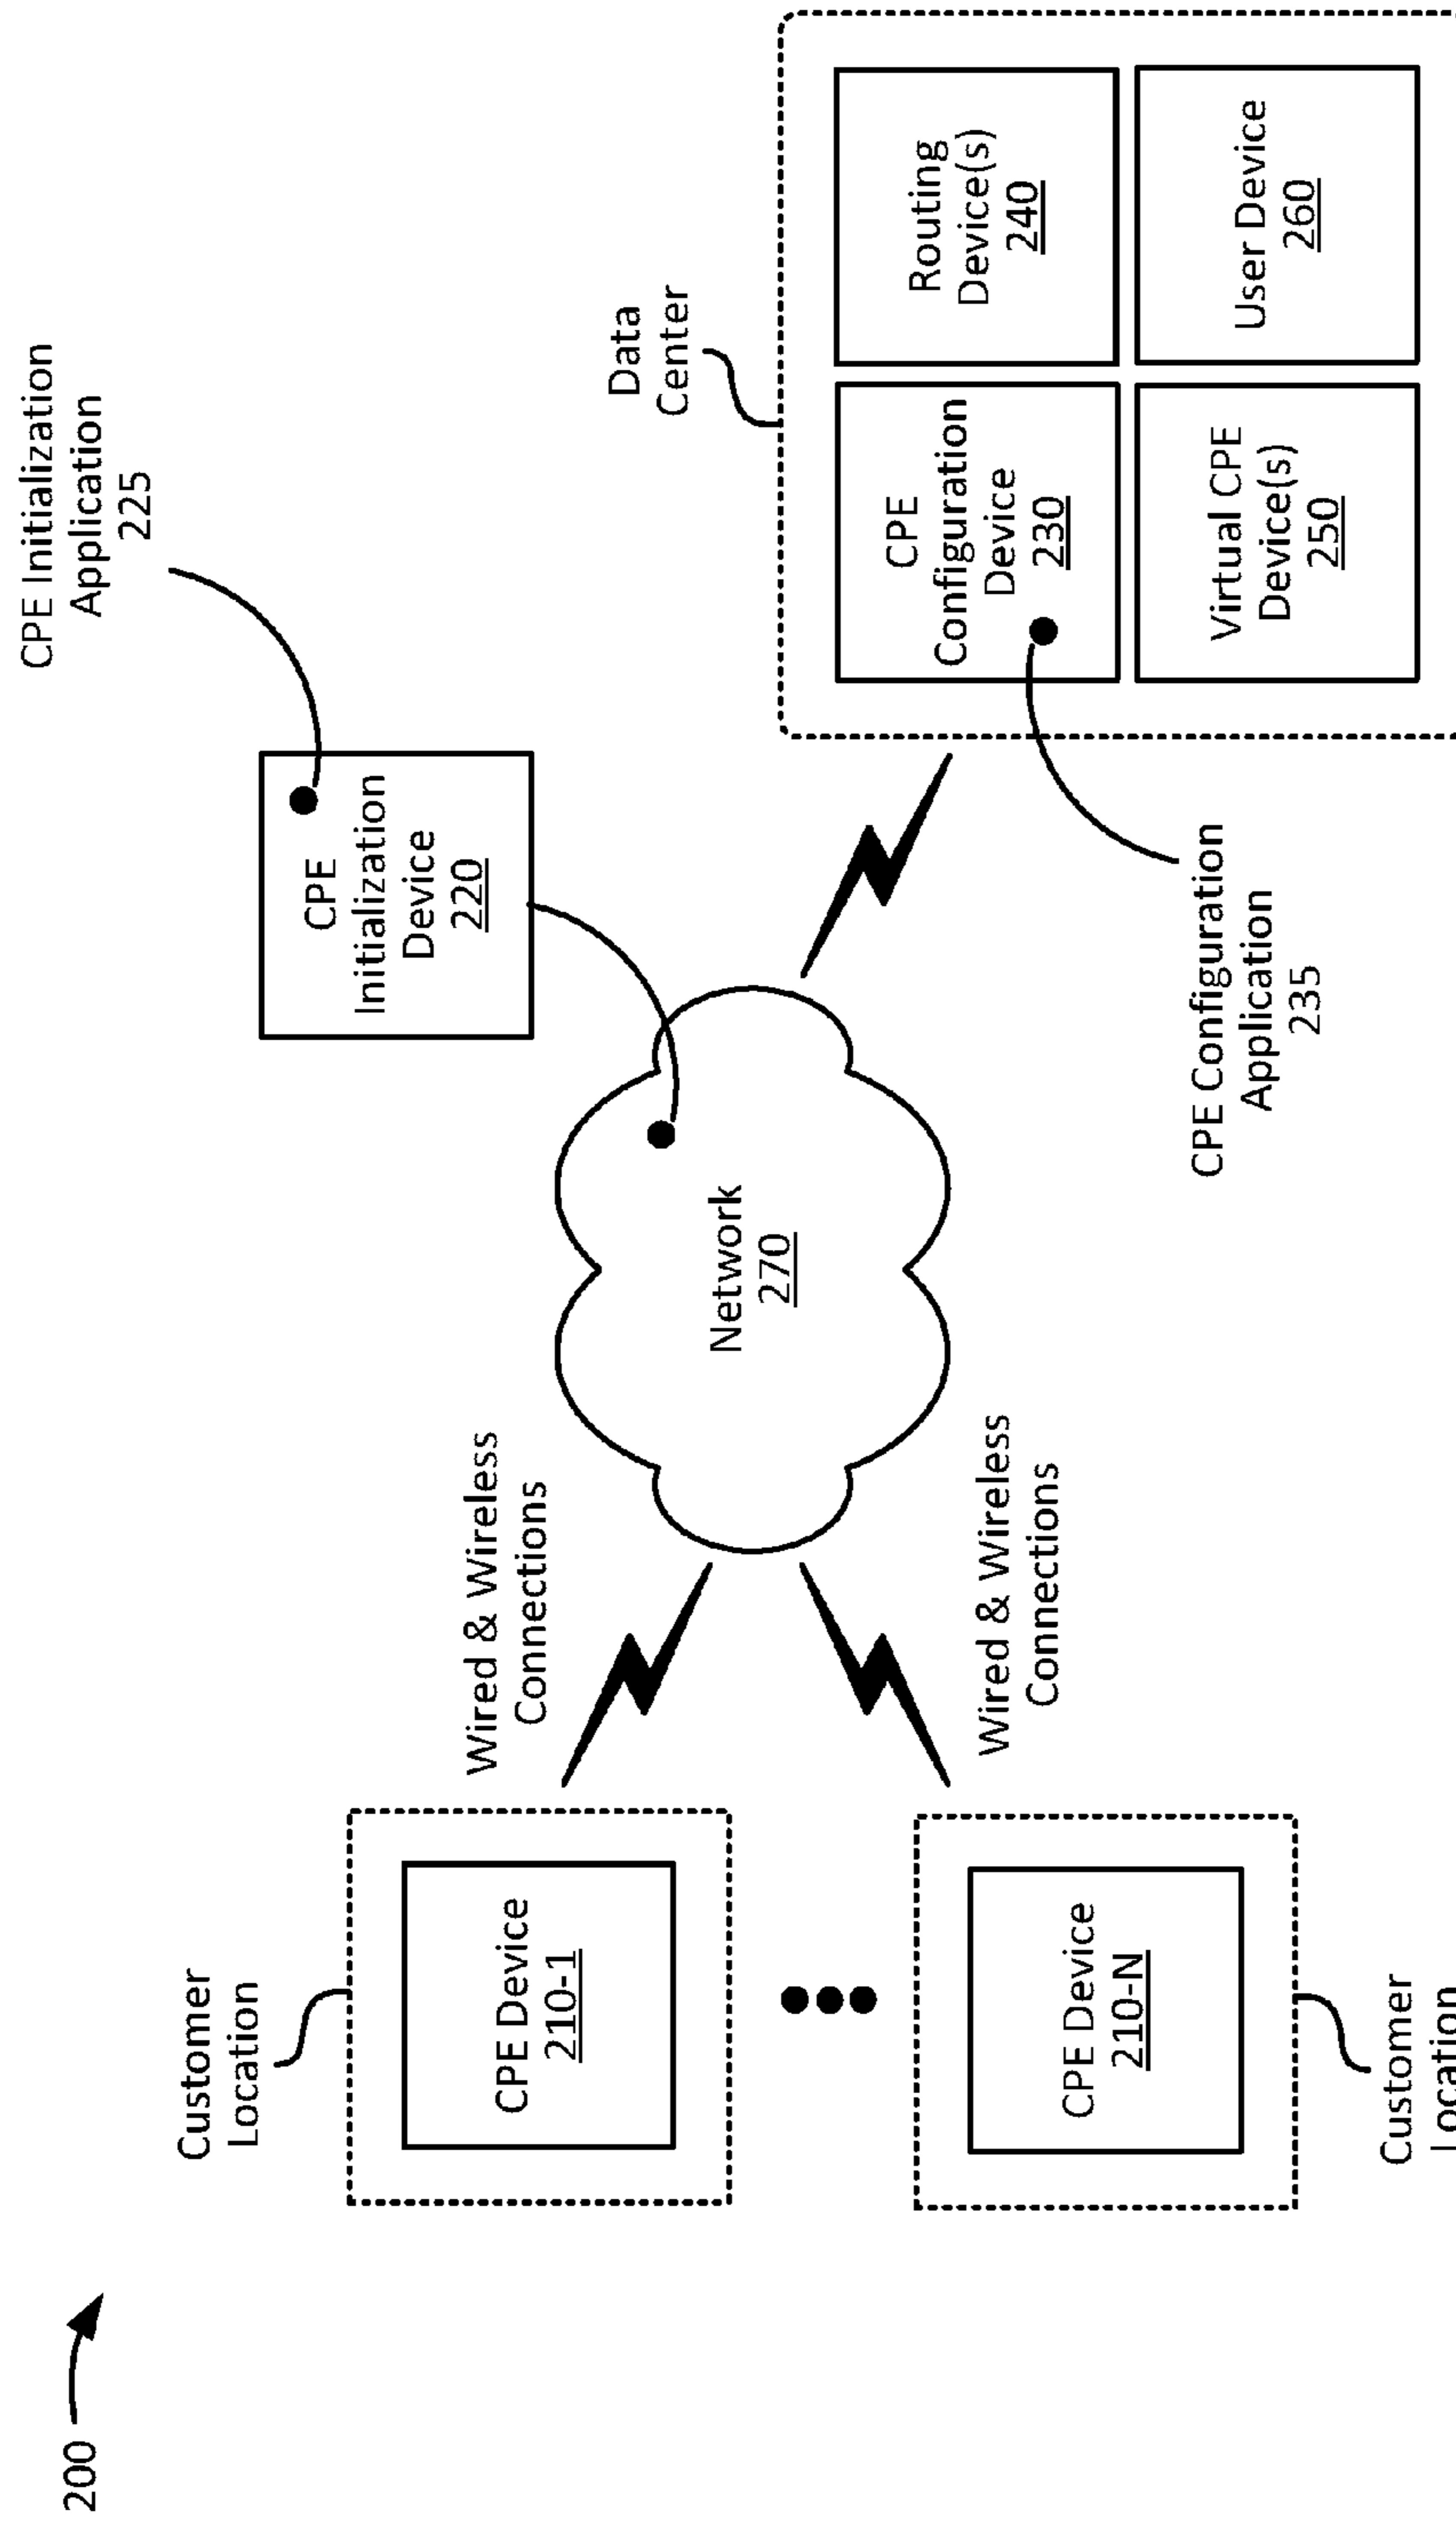 200
CPE Initialization
Application
225
CPE
Initialization
Device
220
Customer
Location
CPE Device
210-1
Wired & Wireless
Connections
Network
270
Data
Center
CPE
Configuration
Device
230
Routing
Device(s)
240
Virtual CPE
Device(s)
250
User Device
260
CPE Device
210-N
Wired & Wireless
Connections
CPE Configuration
Application
235
Customer
Location